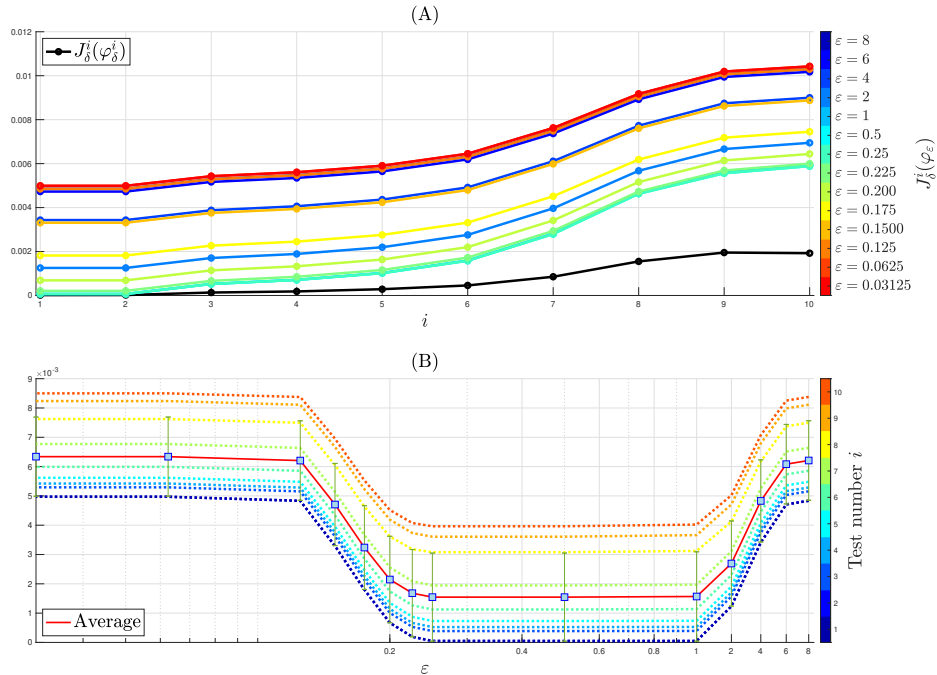 (A)
0.012
0.01
0.008
0.006
0.004
0.002
0
J_δ^i(φ_δ^i)
1 2 3 4 5 6 7 8 9 10
i
ε = 8
ε = 6
ε = 4
ε = 2
ε = 1
ε = 0.5
ε = 0.25
ε = 0.225
ε = 0.200
ε = 0.175
ε = 0.1500
ε = 0.125
ε = 0.0625
ε = 0.03125
J_δ^i(φ_ε)
(B)
×10^-3
9
8
7
6
5
4
3
2
1
0
Average
0.2 0.4 0.6 0.8 1 2 4 6 8
ε
10
9
8
7
6
5
4
3
2
1
Test number i